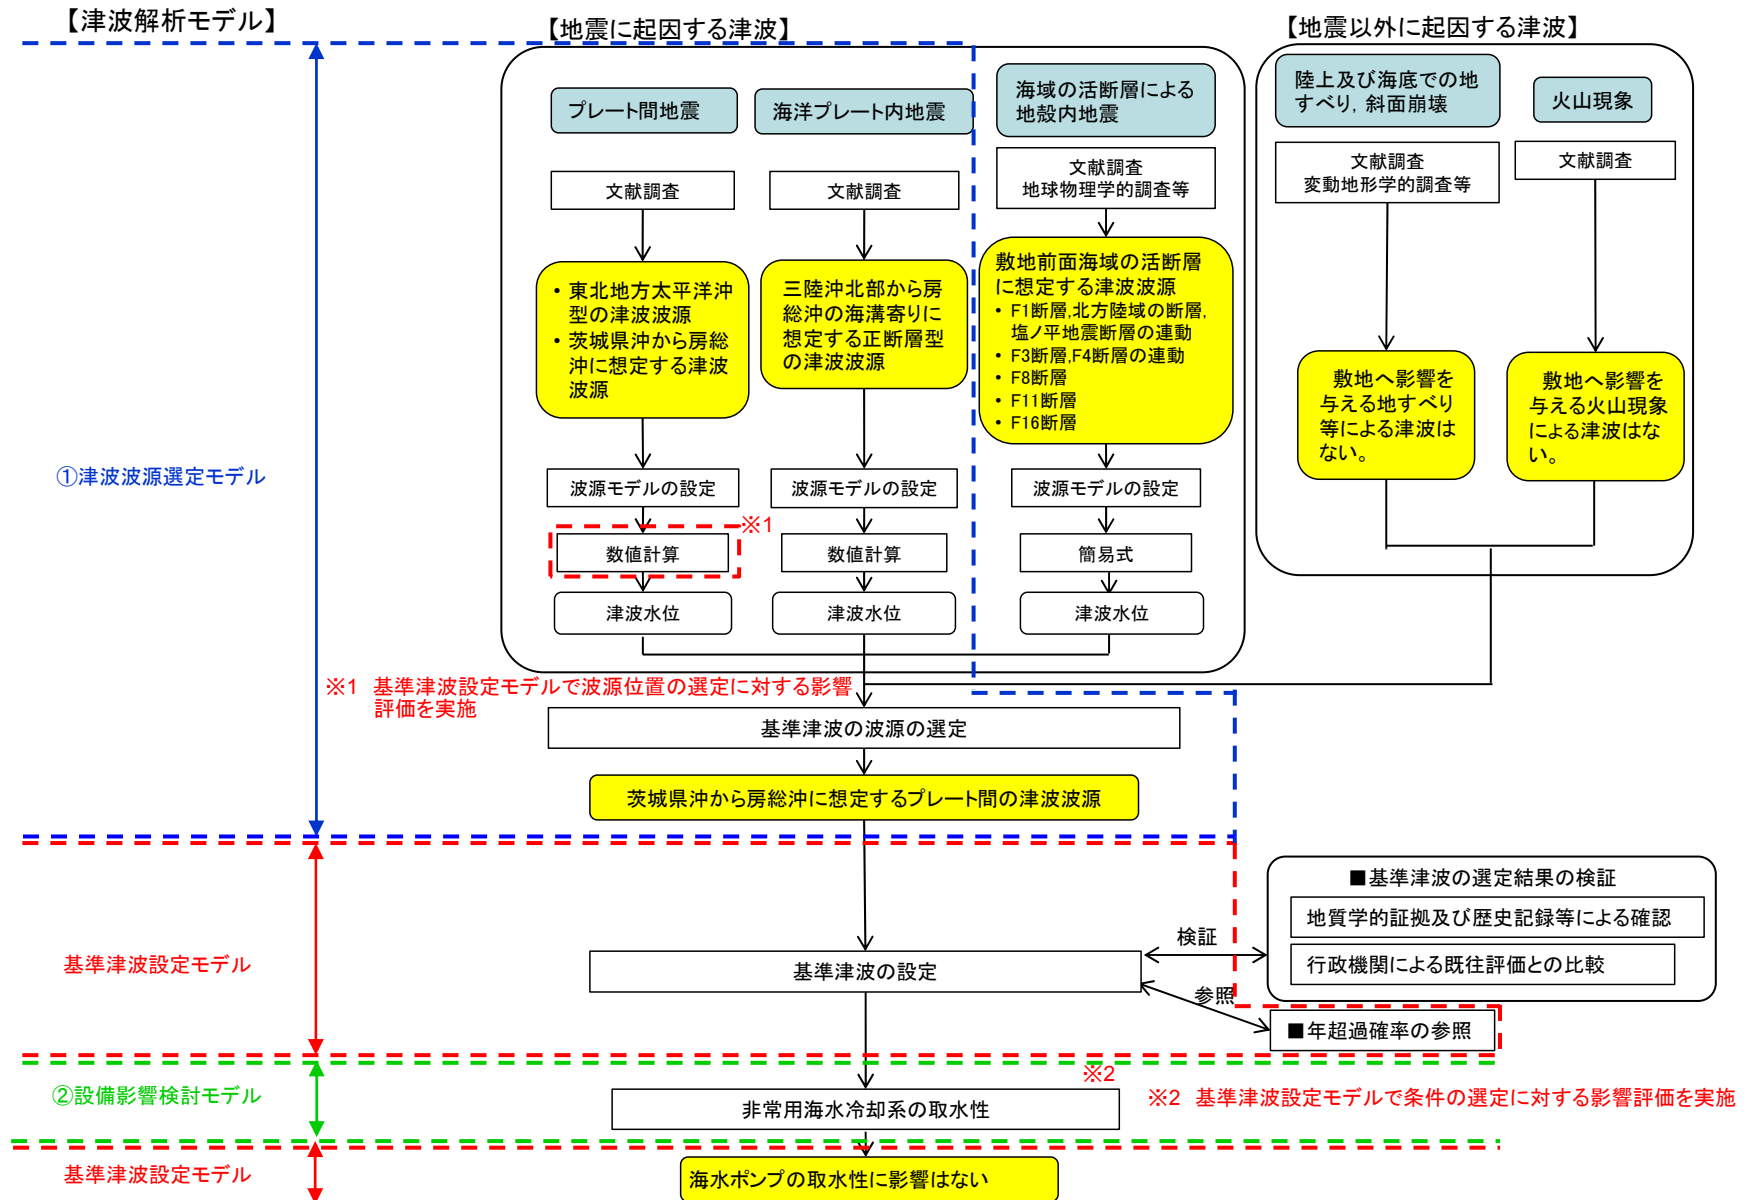 【津波解析モデル】
【地震に起因する津波】
【地震以外に起因する津波】
プレート間地震
海洋プレート内地震
海域の活断層による
地殻内地震
陸上及び海底での地
すべり，斜面崩壊
火山現象
文献調査
文献調査
文献調査
地球物理学的調査等
文献調査
変動地形学的調査等
文献調査
・東北地方太平洋沖
型の津波波源
・茨城県沖から房総
沖に想定する津波
波源
三陸沖北部から房
総沖の海溝寄りに
想定する正断層型
の津波波源
敷地前面海域の活断層
に想定する津波波源
・F1断層,北方陸域の断層,
塩ノ平地震断層の連動
・F3断層,F4断層の連動
・F8断層
・F11断層
・F16断層
敷地へ影響を
与える地すべり
等による津波は
ない。
敷地へ影響を
与える火山現象
による津波はな
い。
①津波波源選定モデル
波源モデルの設定
波源モデルの設定
波源モデルの設定
※1
数値計算
数値計算
簡易式
津波水位
津波水位
津波水位
※1 基準津波設定モデルで波源位置の選定に対する影響
評価を実施
基準津波の波源の選定
茨城県沖から房総沖に想定するプレート間の津波波源
■基準津波の選定結果の検証
地質学的証拠及び歴史記録等による確認
行政機関による既往評価との比較
検証
基準津波設定モデル
基準津波の設定
参照
■年超過確率の参照
②設備影響検討モデル
※2
非常用海水冷却系の取水性
※2 基準津波設定モデルで条件の選定に対する影響評価を実施
基準津波設定モデル
海水ポンプの取水性に影響はない